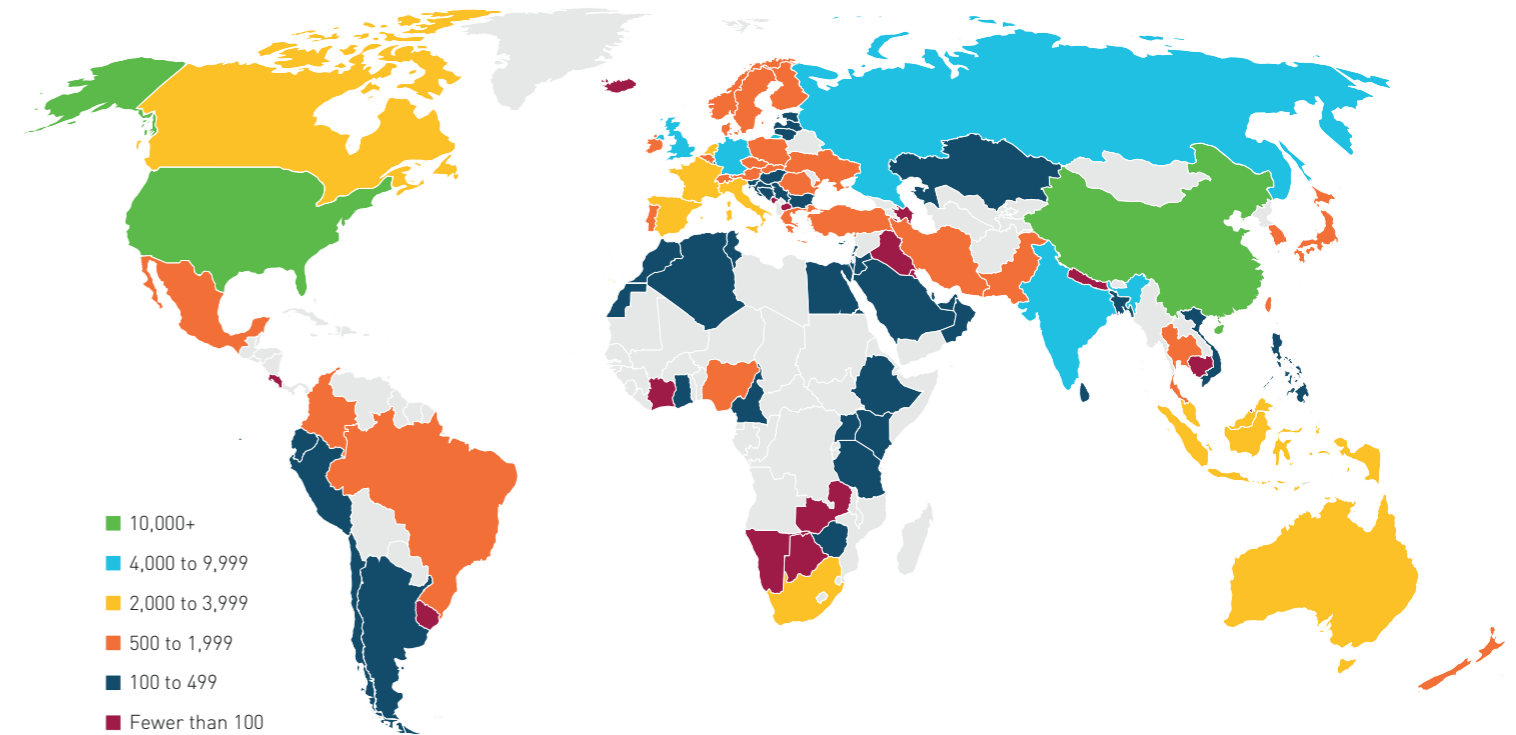 10,000+
4,000 to 9,999
2,000 to 3,999
500 to 1,999
100 to 499
Fewer than 100